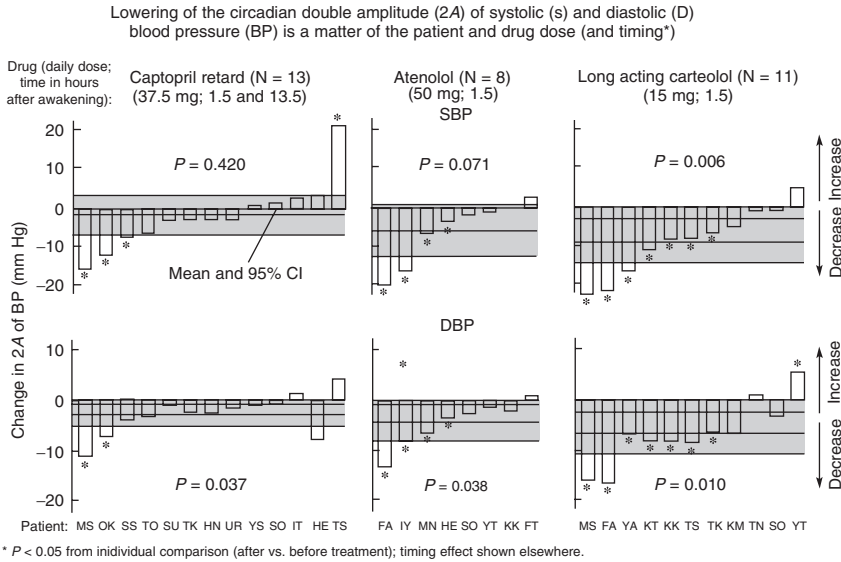 Lowering of the circadian double amplitude (2A) of systolic (s) and diastolic (D)
blood pressure (BP) is a matter of the patient and drug dose (and timing*)
Drug (daily dose;
time in hours
after awakening):
Captopril retard (N = 13)
(37.5 mg; 1.5 and 13.5)
Atenolol (N = 8)
(50 mg; 1.5)
Long acting carteolol (N = 11)
(15 mg; 1.5)
SBP
Change in 2A of BP (mm Hg)
20
10
0
−10
−20
P = 0.420
* * * *
Mean and 95% CI
P = 0.071
* * * *
P = 0.006
* * * * * * *
Increase
Decrease
DBP
10
0
−10
−20
* *
P = 0.037
* * * * *
P = 0.038
* * * * * * *
P = 0.010
Increase
Decrease
Patient: MS OK SS TO SU TK HN UR YS SO IT HE TS
FA IY MN HE SO YT KK FT
MS FA YA KT KK TS TK KM TN SO YT
* P < 0.05 from inidividual comparison (after vs. before treatment); timing effect shown elsewhere.